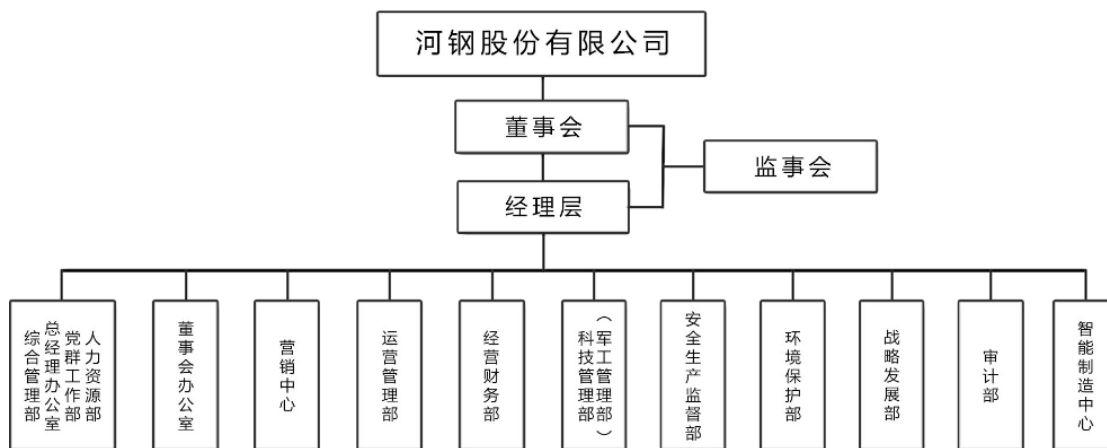 河钢股份有限公司
董事会
监事会
经理层
综合管理部
总经理办公室
党群工作部
人力资源部
董事会办公室
营销中心
运营管理部
经营财务部
科技管理部
（军工管理部）
安全生产监督部
环境保护部
战略发展部
审计部
智能制造中心